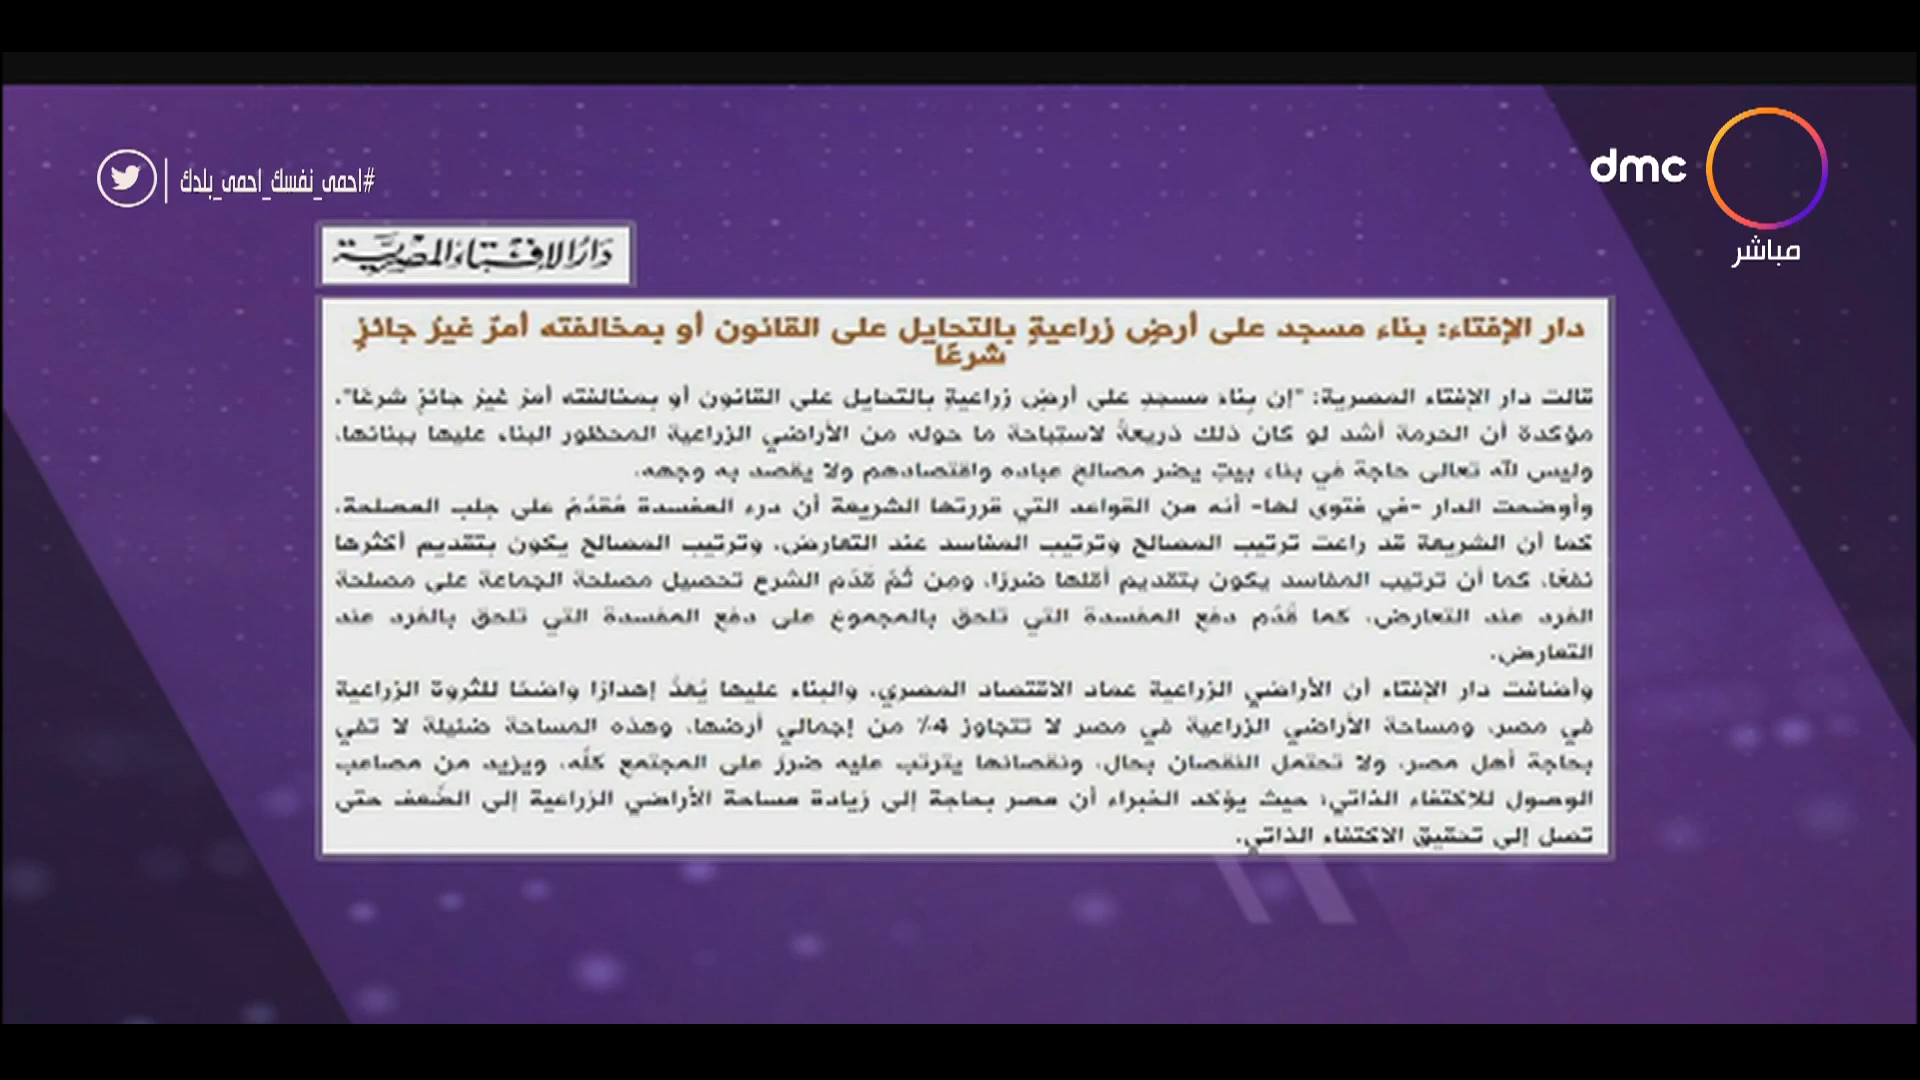 #احمى_نفسك_احمى_بلدك
dmc
مباشر
دار الإفتاء المصرية
دار الإفتاء: بناء مسجد على أرضٍ زراعيةٍ بالتحايل على القانون أو بمخالفته أمرٌ غيرُ جائزٍ
شرعًا
قالت دار الإفتاء المصرية: "إن بناء مسجدٍ على أرضٍ زراعيةٍ بالتحايل على القانون أو بمخالفته أمرٌ غيرُ جائزٍ شرعًا"،
مؤكدة أن الحرمة أشد لو كان ذلك ذريعةً لاستباحة ما حوله من الأراضي الزراعية المحظور البناء عليها ببنائها،
وليس لله تعالى حاجة في بناء بيتٍ يضر مصالح عباده واقتصادهم ولا يقصد به وجهه.
وأوضحت الدار -في فتوى لها- أنه من القواعد التي قررتها الشريعة أن درء المفسدة مُقدَّمٌ على جلب المصلحة،
كما أن الشريعة قد راعت ترتيب المصالح وترتيب المفاسد عند التعارض، وترتيب المصالح يكون بتقديم أكثرها
نفعًا، كما أن ترتيب المفاسد يكون بتقديم أقلها ضررًا، ومِن ثَمَّ قَدَّم الشرع تحصيل مصلحة الجماعة على مصلحة
الفرد عند التعارض، كما قَدَّم دفع المفسدة التي تلحق بالمجموع على دفع المفسدة التي تلحق بالفرد عند
التعارض.
وأضافت دار الإفتاء أن الأراضي الزراعية عماد الاقتصاد المصري، والبناء عليها يُعَدُّ إهدارًا واضحًا للثروة الزراعية
في مصر، ومساحة الأراضي الزراعية في مصر لا تتجاوز 4% من إجمالي أرضها، وهذه المساحة ضئيلة لا تفي
بحاجة أهل مصر، ولا تحتمل النقصان بحال، ونقصانها يترتب عليه ضررٌ على المجتمع كلِّه، ويزيد من مصاعب
الوصول للاكتفاء الذاتي؛ حيث يؤكد الخبراء أن مصر بحاجة إلى زيادة مساحة الأراضي الزراعية إلى الضِّعف حتى
تصل إلى تحقيق الاكتفاء الذاتي.